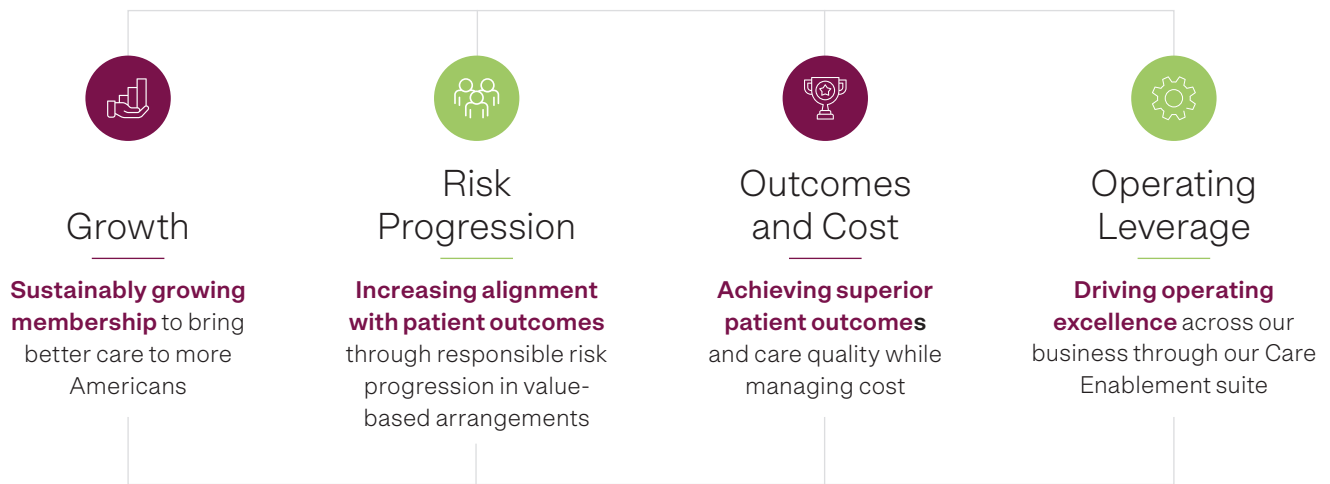 Growth
Sustainably growing
membership to bring
better care to more
Americans
Risk
Progression
Increasing alignment
with patient outcomes
through responsible risk
progression in value-
based arrangements
Outcomes
and Cost
Achieving superior
patient outcomes
and care quality while
managing cost
Operating
Leverage
Driving operating
excellence across our
business through our Care
Enablement suite